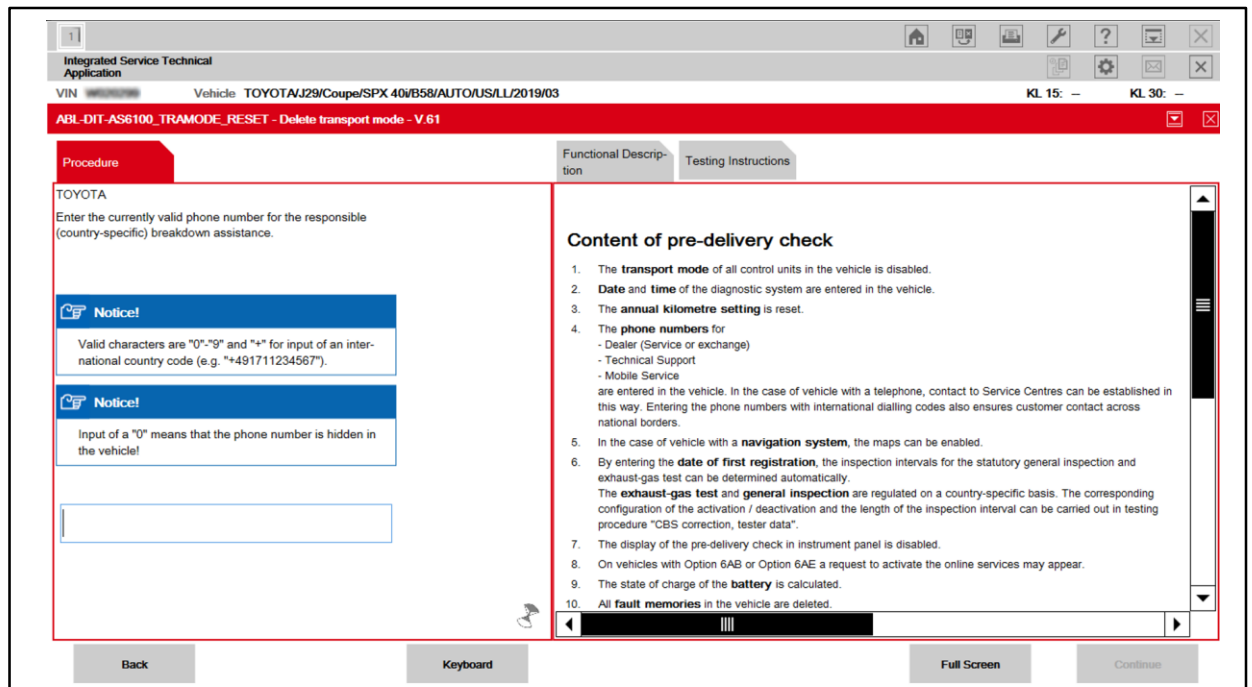 1
Integrated Service Technical
Application
VIN Vehicle TOYOTA/J29/Coupe/SPX 40i/B58/AUTO/US/LL/2019/03 KL 15: – KL 30: –
ABL-DIT-AS6100_TRAMODE_RESET - Delete transport mode - V.61
Procedure
Functional Descrip-
tion
Testing Instructions
TOYOTA
Enter the currently valid phone number for the responsible
(country-specific) breakdown assistance.
Notice!
Valid characters are "0"-"9" and "+" for input of an inter-
national country code (e.g. "+491711234567").
Notice!
Input of a "0" means that the phone number is hidden in
the vehicle!
Content of pre-delivery check
1. The transport mode of all control units in the vehicle is disabled.
2. Date and time of the diagnostic system are entered in the vehicle.
3. The annual kilometre setting is reset.
4. The phone numbers for
- Dealer (Service or exchange)
- Technical Support
- Mobile Service
are entered in the vehicle. In the case of vehicle with a telephone, contact to Service Centres can be established in
this way. Entering the phone numbers with international dialling codes also ensures customer contact across
national borders.
5. In the case of vehicle with a navigation system, the maps can be enabled.
6. By entering the date of first registration, the inspection intervals for the statutory general inspection and
exhaust-gas test can be determined automatically.
The exhaust-gas test and general inspection are regulated on a country-specific basis. The corresponding
configuration of the activation / deactivation and the length of the inspection interval can be carried out in testing
procedure "CBS correction, tester data".
7. The display of the pre-delivery check in instrument panel is disabled.
8. On vehicles with Option 6AB or Option 6AE a request to activate the online services may appear.
9. The state of charge of the battery is calculated.
10. All fault memories in the vehicle are deleted.
Back
Keyboard
Full Screen
Continue